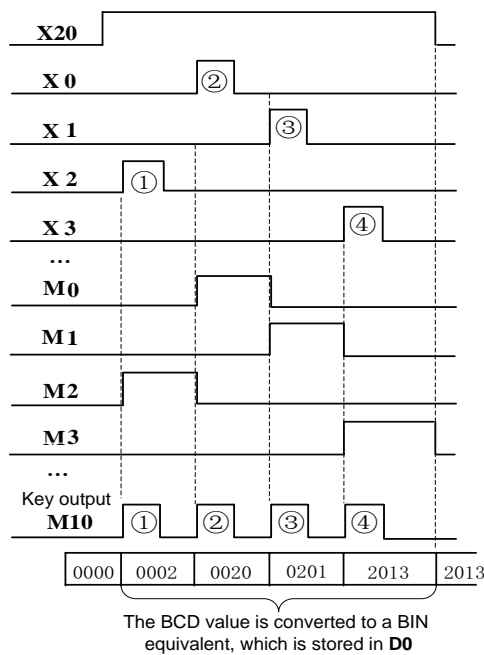 X20
X0
②
X1
③
X2
①
X3
④
...
M0
M1
M2
M3
...
Key output
M10
① ② ③ ④
0000 0002 0020 0201 2013 2013
The BCD value is converted to a BIN
equivalent, which is stored in D0